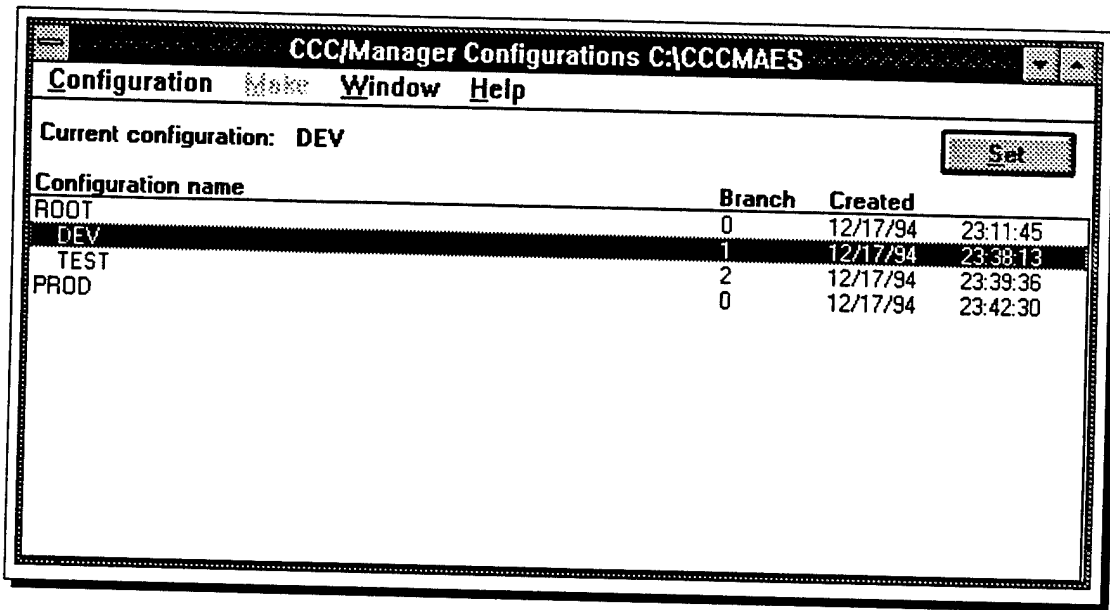 CCC/Manager Configurations C:\CCCMAES
Configuration Make Window Help
Current configuration: DEV Set
Configuration name Branch Created
ROOT 0 12/17/94 23:11:45
DEV 1 12/17/94 23:38:13
TEST 2 12/17/94 23:39:36
PROD 0 12/17/94 23:42:30